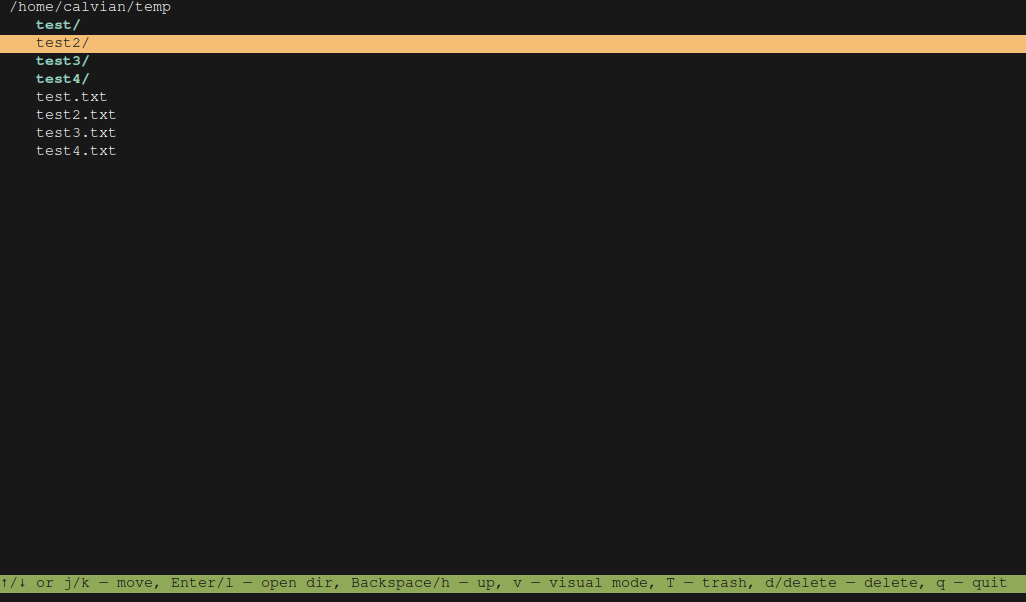 /home/calvian/temp
test/
test2/
test3/
test4/
test.txt
test2.txt
test3.txt
test4.txt
↑/↓ or j/k — move, Enter/l — open dir, Backspace/h — up, v — visual mode, T — trash, d/delete — delete, q — quit